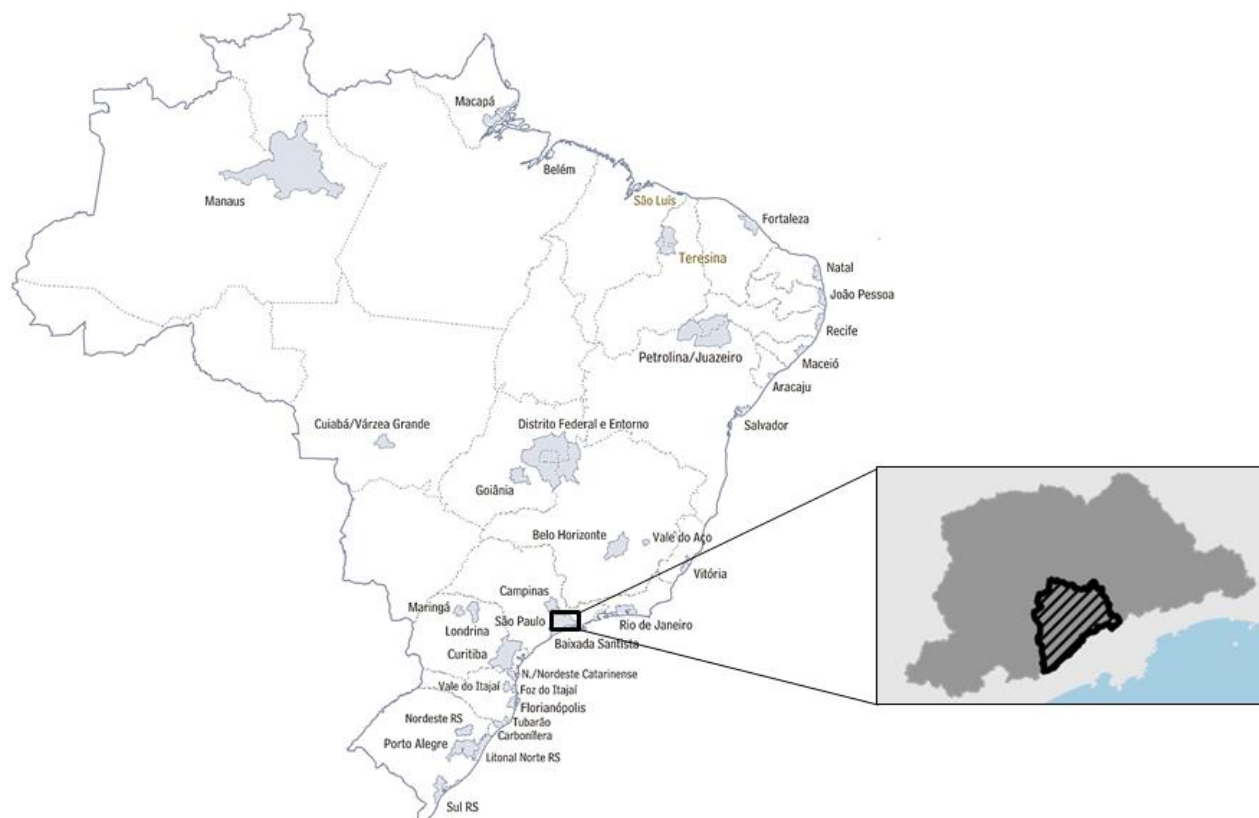 Macapá
Belém
Manaus
São Luís
Fortaleza
Teresina
Natal
João Pessoa
Recife
Petrolina/Juazeiro
Maceió
Aracaju
Cuiabá/Várzea Grande
Distrito Federal e Entorno
Salvador
Goiânia
Belo Horizonte
Vale do Aço
Vitória
Campinas
Maringá
São Paulo
Rio de Janeiro
Londrina
Baixada Santista
Curitiba
N./Nordeste Catarinense
Vale do Itajaí
Foz do Itajaí
Florianópolis
Nordeste RS
Tubarão
Carbonífera
Porto Alegre
Litonal Norte RS
Sul RS